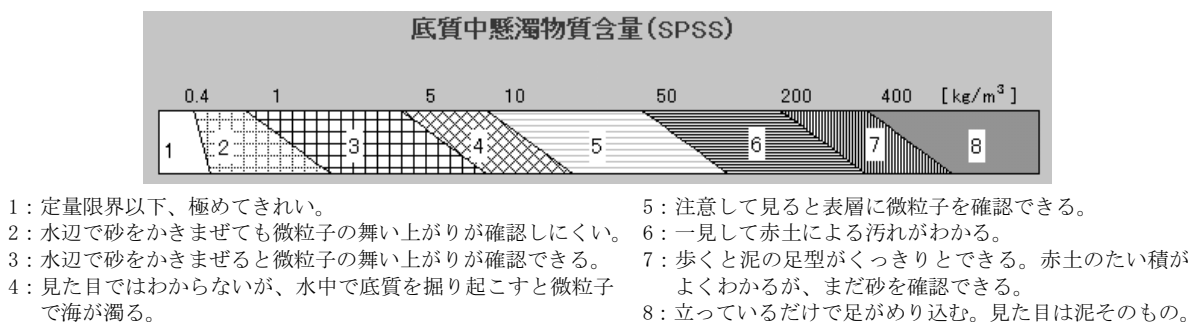 底質中懸濁物質含量(SPSS)
0.4 1 5 10 50 200 400 [kg/m³]
1 2 3 4 5 6 7 8
1：定量限界以下、極めてきれい。
2：水辺で砂をかきまぜても微粒子の舞い上がりが確認しにくい。
3：水辺で砂をかきまぜると微粒子の舞い上がりが確認できる。
4：見た目ではわからないが、水中で底質を掘り起こすと微粒子
で海が濁る。
5：注意して見ると表層に微粒子を確認できる。
6：一見して赤土による汚れがわかる。
7：歩くと泥の足型がくっきりとできる。赤土のたい積が
よくわかるが、まだ砂を確認できる。
8：立っているだけで足がめり込む。見た目は泥そのもの。